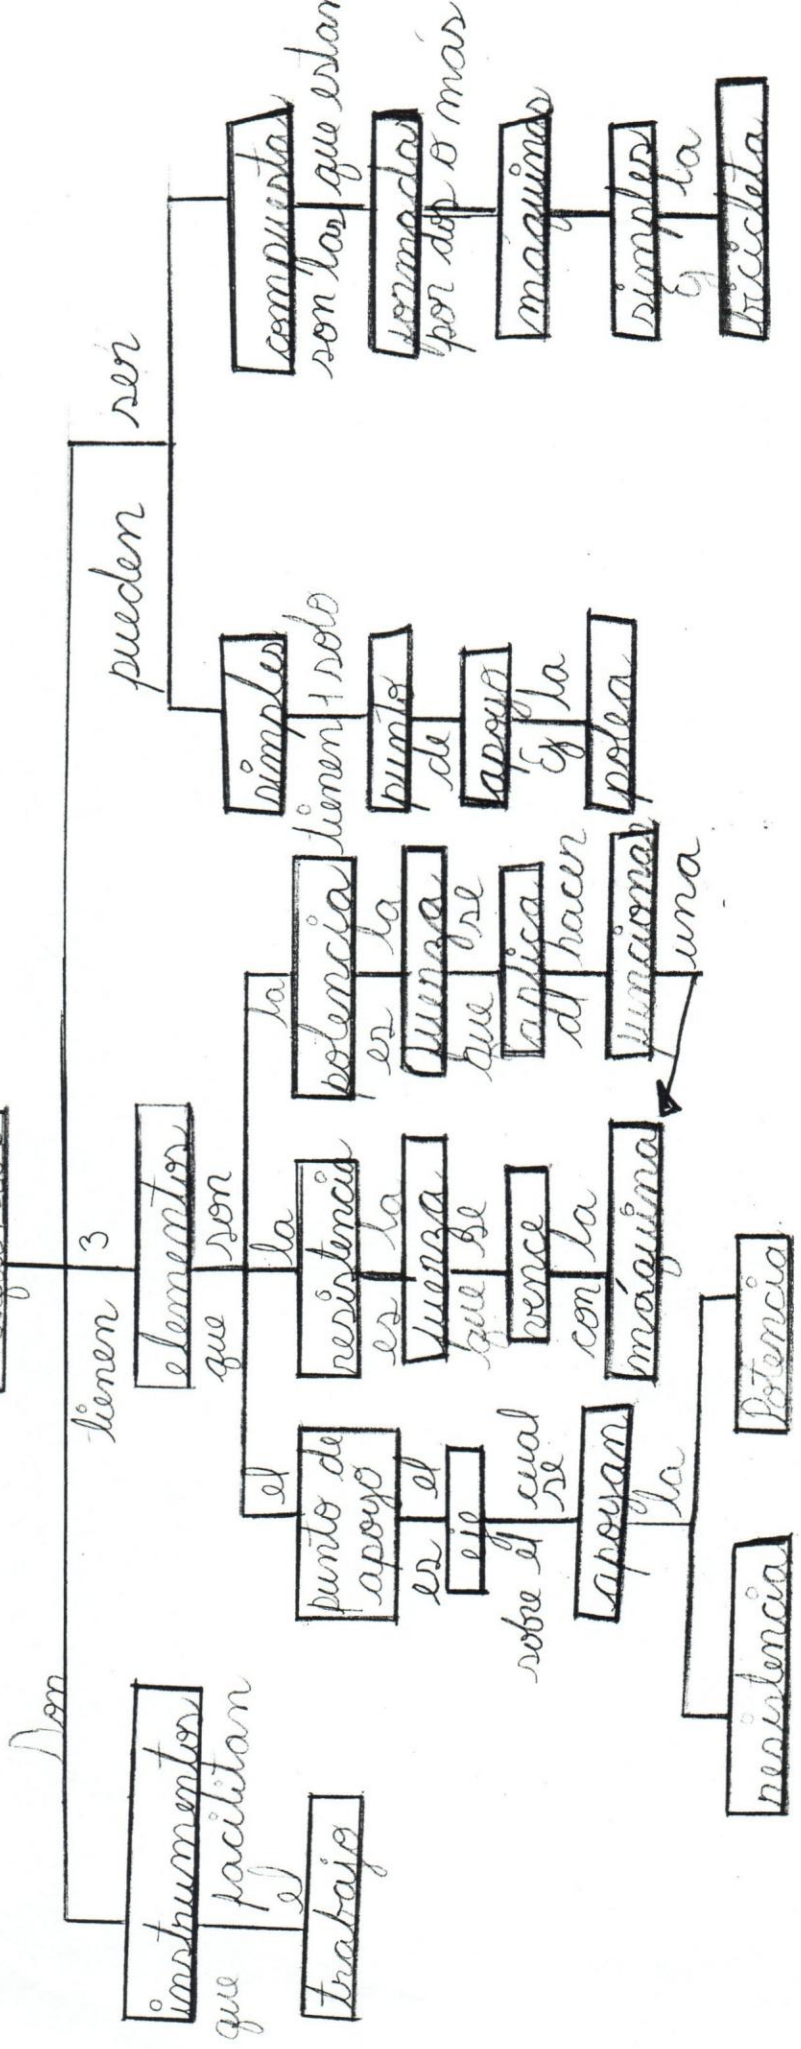 Son
instrumentos
que facilitan
el
trabajo
tienen 3
elementos
que son
el
punto de
apoyo
es el
eje
sobre el cual
se
apoyan
la
resistencia
Potencia
la
resistencia
es la
fuerza
que se
vence
con la
máquina
la
potencia
es la
fuerza
que se
aplica
al hacer
funcionar
una
pueden ser
simples
tienen 1 solo
punto
de
apoyo
Ej la
polea
compuesta
son las que estan
formada
por dos o más
máquinas
simples
Ej la
bicicleta